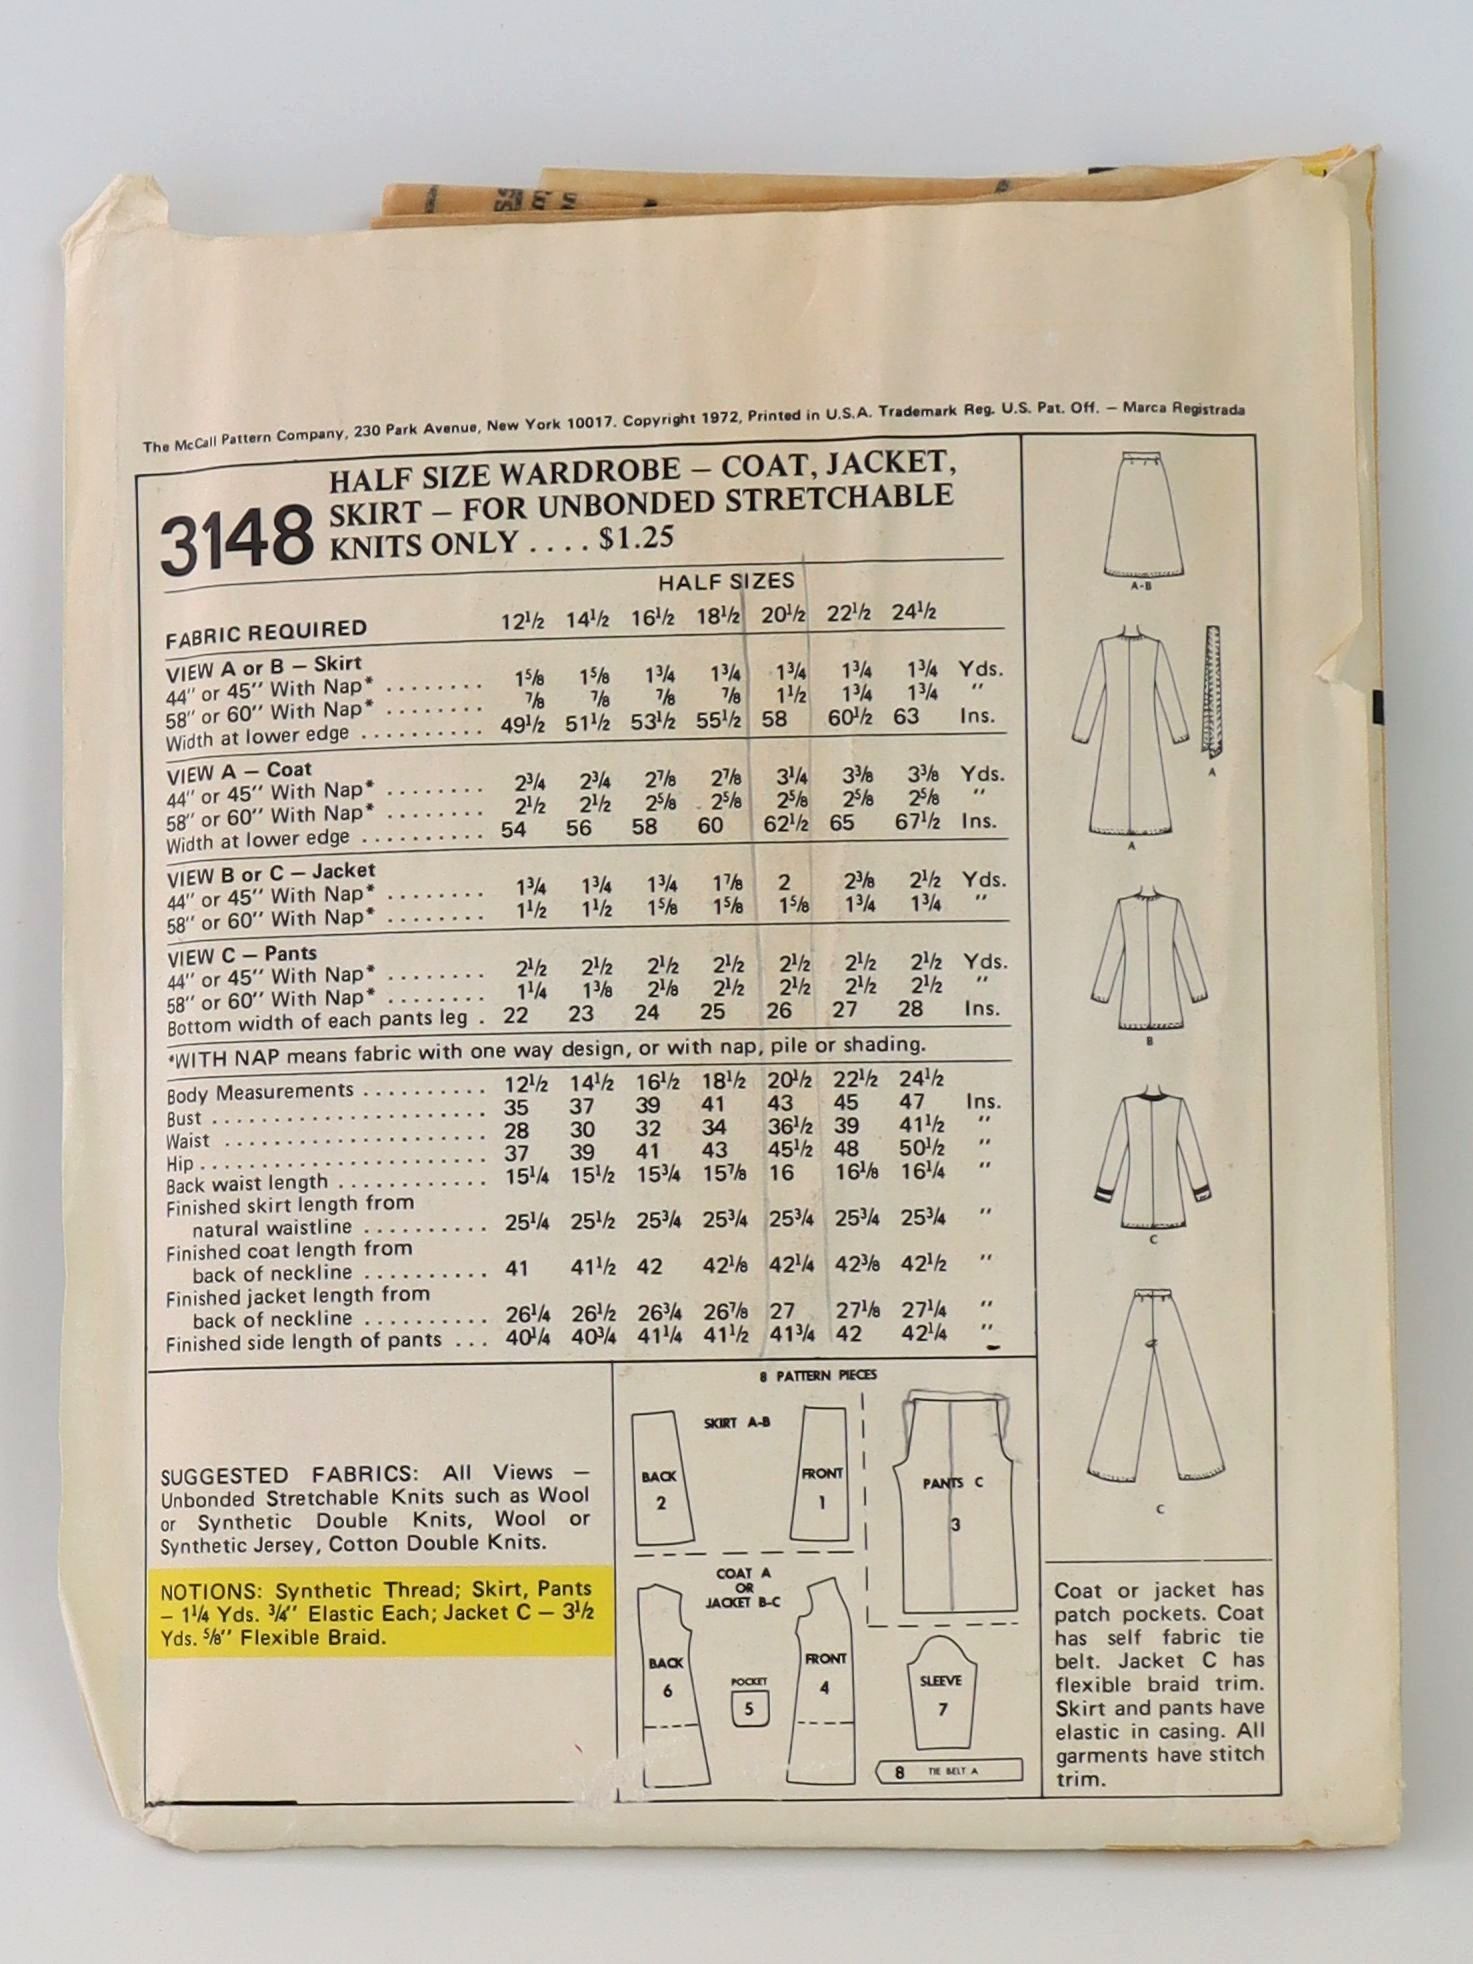 The McCall Pattern Company, 230 Park Avenue, New York 10017. Copyright 1972, Printed in U.S.A. Trademark Reg. U.S. Pat. Off. — Marca Registrada
3148
HALF SIZE WARDROBE — COAT, JACKET,
SKIRT — FOR UNBONDED STRETCHABLE
KNITS ONLY .... $1.25
HALF SIZES
FABRIC REQUIRED 12½ 14½ 16½ 18½ 20½ 22½ 24½
VIEW A or B — Skirt
44'' or 45'' With Nap* ........ 1⅝ 1⅝ 1¾ 1¾ 1¾ 1¾ 1¾ Yds.
58'' or 60'' With Nap* ........ ⅞ ⅞ ⅞ ⅞ 1½ 1¾ 1¾ ''
Width at lower edge .......... 49½ 51½ 53½ 55½ 58 60½ 63 Ins.
VIEW A — Coat
44'' or 45'' With Nap* ........ 2¾ 2¾ 2⅞ 2⅞ 3¼ 3⅜ 3⅜ Yds.
58'' or 60'' With Nap* ........ 2½ 2½ 2⅝ 2⅝ 2⅝ 2⅝ 2⅝ ''
Width at lower edge .......... 54 56 58 60 62½ 65 67½ Ins.
VIEW B or C — Jacket
44'' or 45'' With Nap* ........ 1¾ 1¾ 1¾ 1⅞ 2 2⅜ 2½ Yds.
58'' or 60'' With Nap* ........ 1½ 1½ 1⅝ 1⅝ 1⅝ 1¾ 1¾ ''
VIEW C — Pants
44'' or 45'' With Nap* ........ 2½ 2½ 2½ 2½ 2½ 2½ 2½ Yds.
58'' or 60'' With Nap* ........ 1¼ 1⅜ 2⅛ 2½ 2½ 2½ 2½ ''
Bottom width of each pants leg . 22 23 24 25 26 27 28 Ins.
*WITH NAP means fabric with one way design, or with nap, pile or shading.
Body Measurements .......... 12½ 14½ 16½ 18½ 20½ 22½ 24½
Bust ...................... 35 37 39 41 43 45 47 Ins.
Waist ..................... 28 30 32 34 36½ 39 41½ ''
Hip ....................... 37 39 41 43 45½ 48 50½ ''
Back waist length ............ 15¼ 15½ 15¾ 15⅞ 16 16⅛ 16¼ ''
Finished skirt length from
natural waistline .......... 25¼ 25½ 25¾ 25¾ 25¾ 25¾ 25¾ ''
Finished coat length from
back of neckline .......... 41 41½ 42 42⅛ 42¼ 42⅜ 42½ ''
Finished jacket length from
back of neckline .......... 26¼ 26½ 26¾ 26⅞ 27 27⅛ 27¼ ''
Finished side length of pants ... 40¼ 40¾ 41¼ 41½ 41¾ 42 42¼ ''
SUGGESTED FABRICS: All Views —
Unbonded Stretchable Knits such as Wool
or Synthetic Double Knits, Wool or
Synthetic Jersey, Cotton Double Knits.
NOTIONS: Synthetic Thread; Skirt, Pants
— 1¼ Yds. ¾'' Elastic Each; Jacket C — 3½
Yds. ⅝'' Flexible Braid.
8 PATTERN PIECES
SKIRT A-B
BACK
2
FRONT
1
PANTS C
3
COAT A
OR
JACKET B-C
BACK
6
POCKET
5
FRONT
4
SLEEVE
7
8 TIE BELT A
A-B
A
A
B
C
C
Coat or jacket has
patch pockets. Coat
has self fabric tie
belt. Jacket C has
flexible braid trim.
Skirt and pants have
elastic in casing. All
garments have stitch
trim.